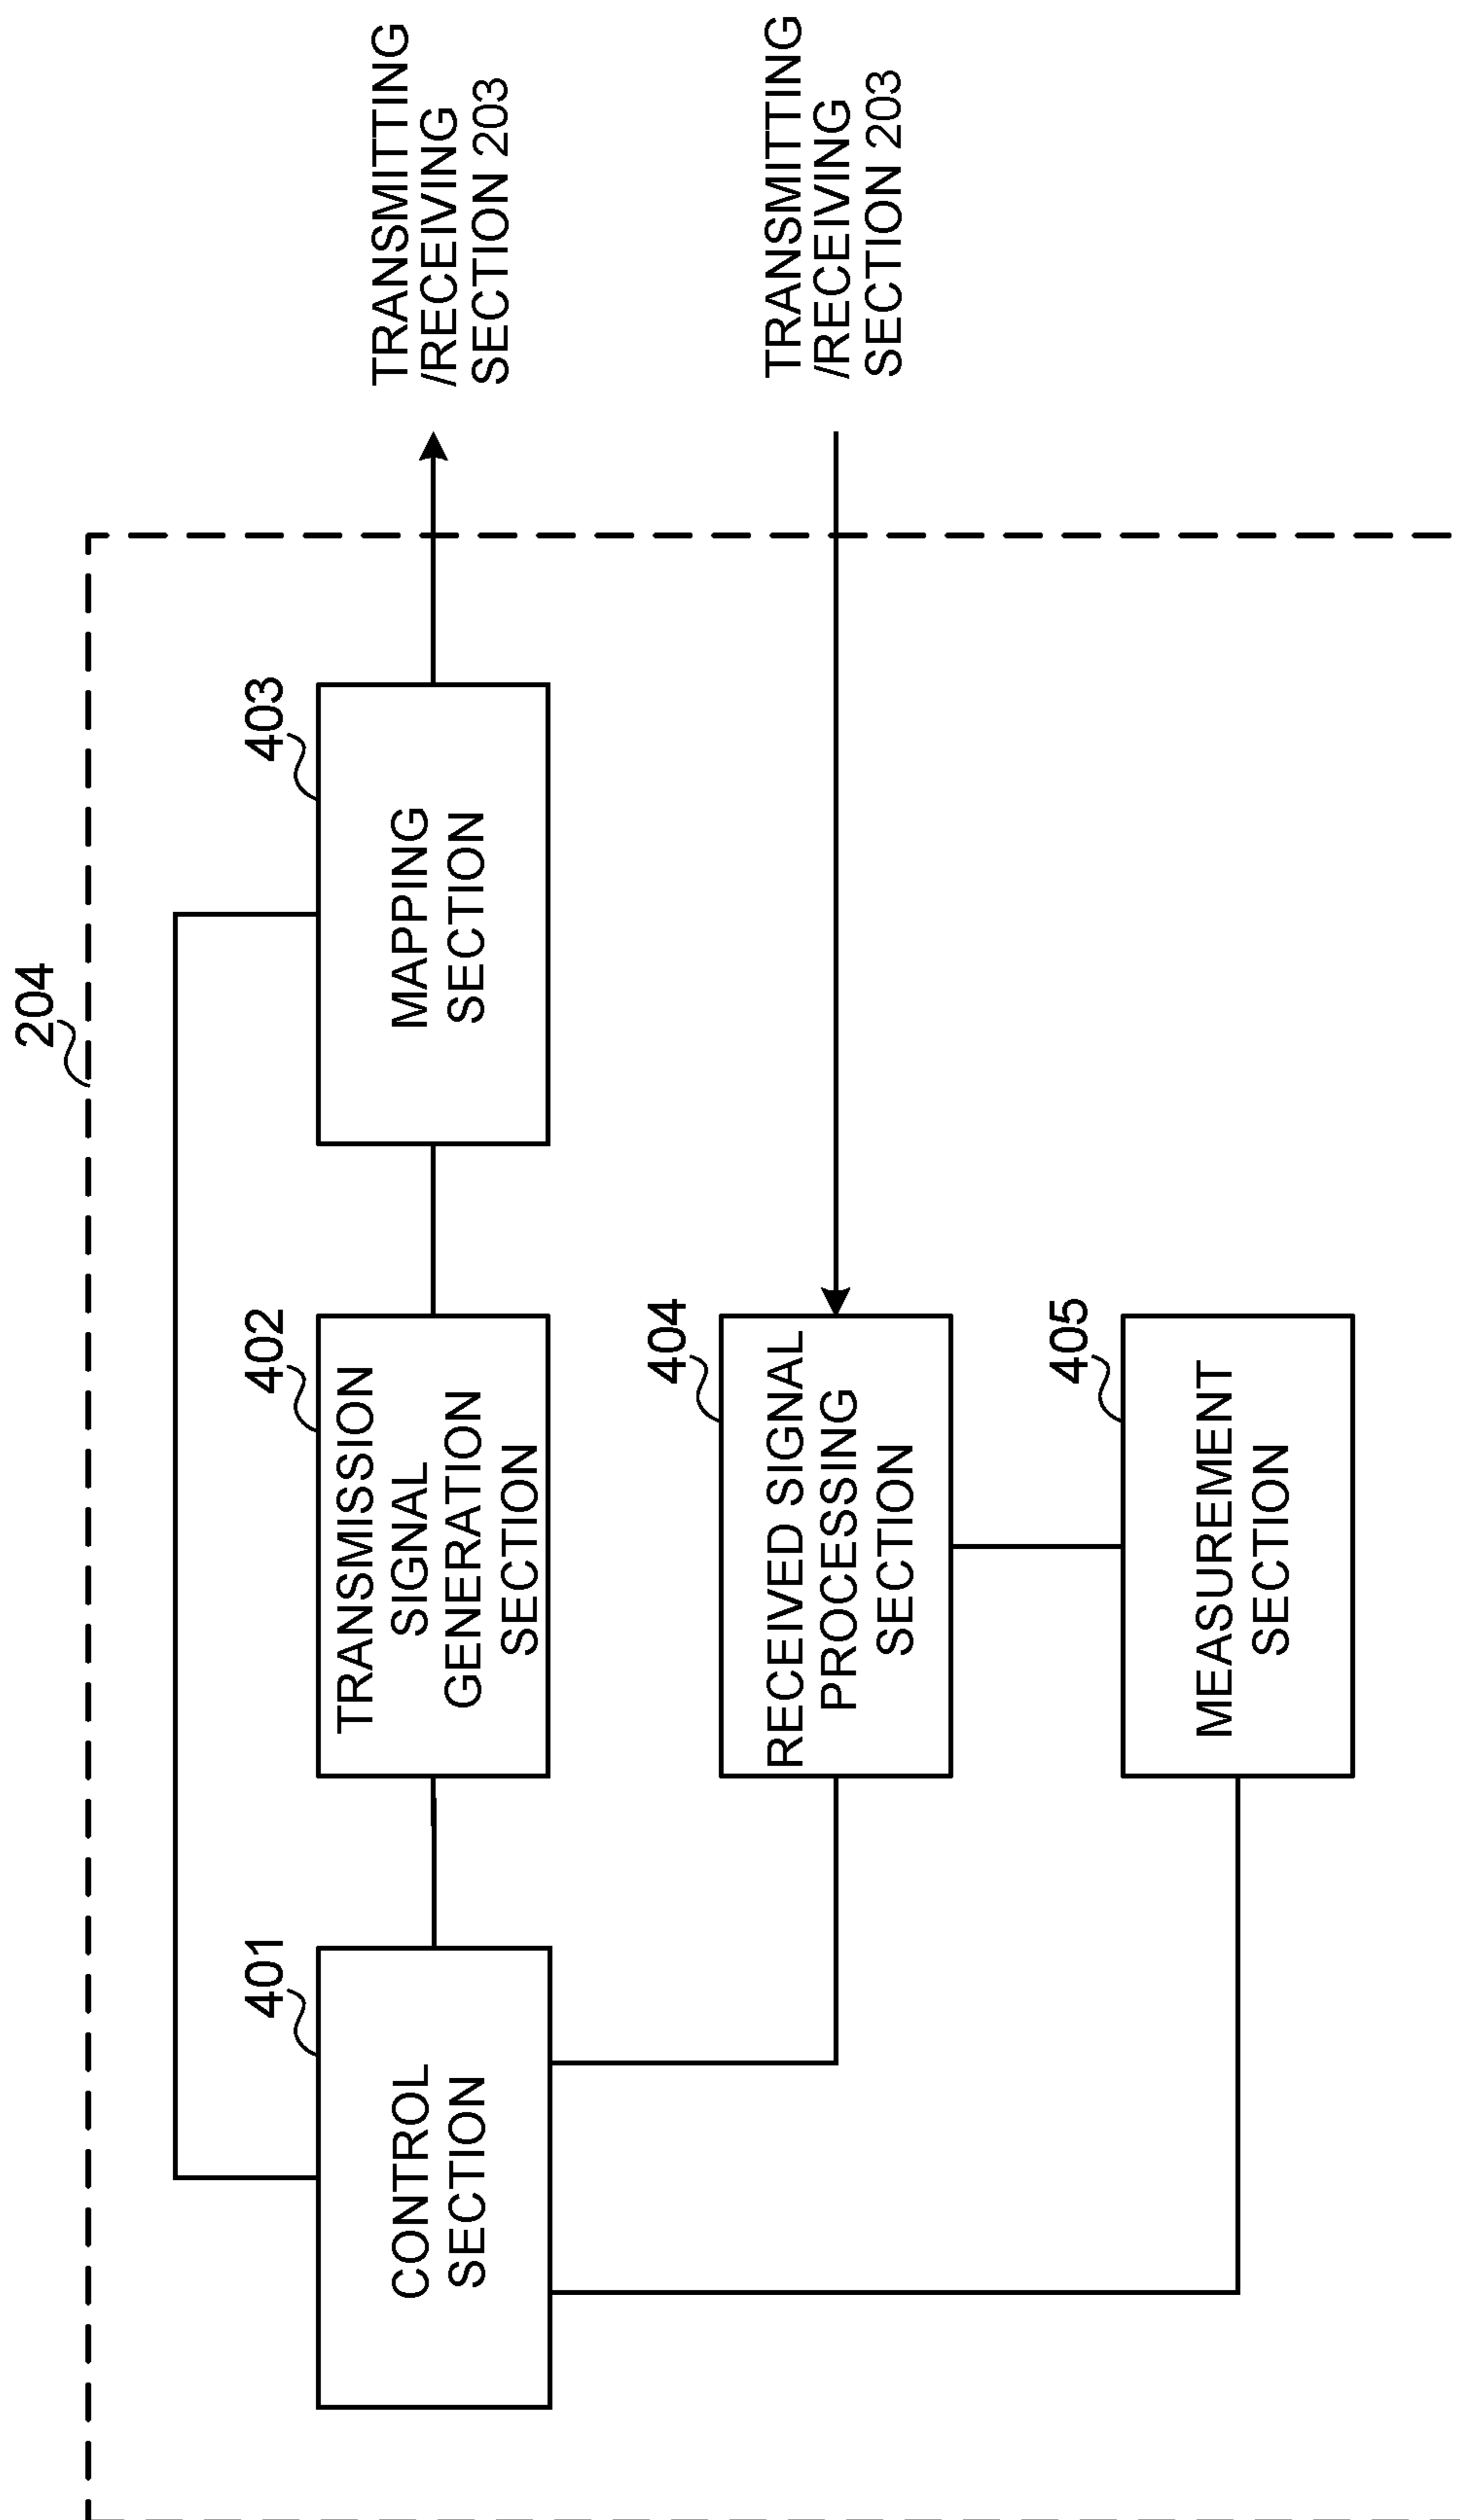 204
401
CONTROL
SECTION
402
TRANSMISSION
SIGNAL
GENERATION
SECTION
403
MAPPING
SECTION
TRANSMITTING
/RECEIVING
SECTION 203
404
RECEIVED SIGNAL
PROCESSING
SECTION
TRANSMITTING
/RECEIVING
SECTION 203
405
MEASUREMENT
SECTION